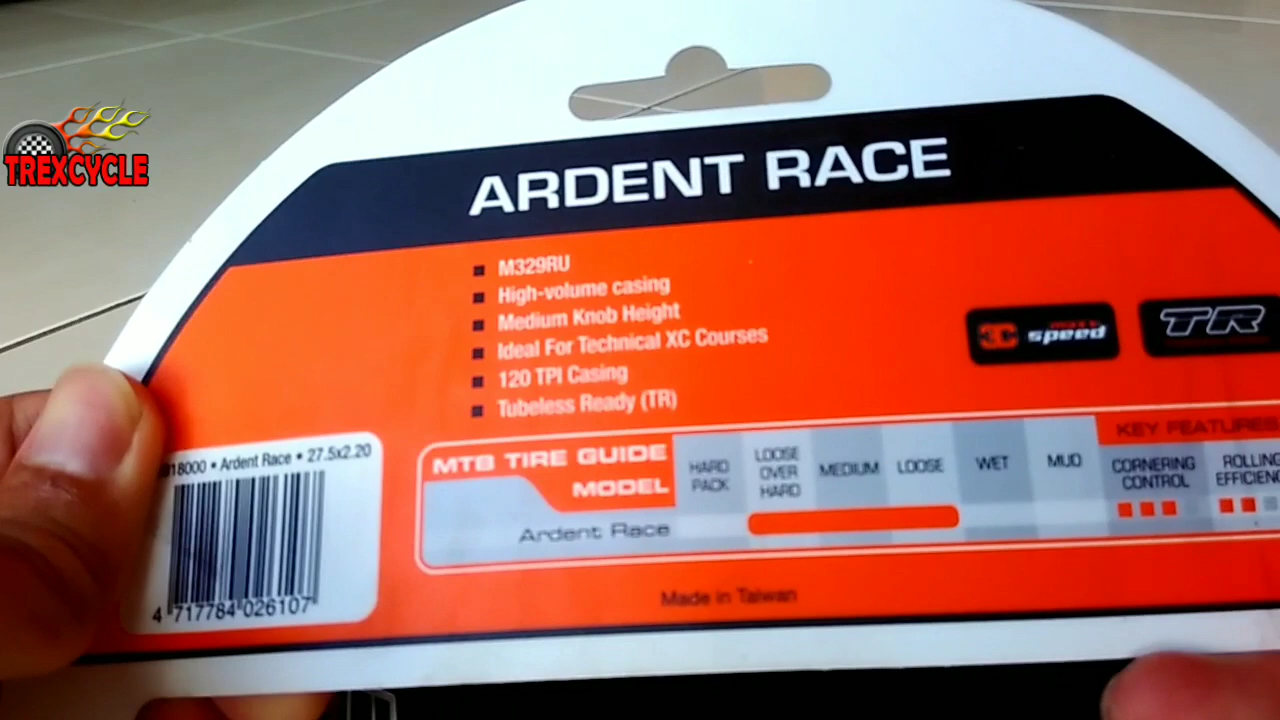 TREXCYCLE
ARDENT RACE
M329RU
High-volume casing
Medium Knob Height
Ideal For Technical XC Courses
120 TPI Casing
Tubeless Ready (TR)
3C maxx speed
TR
18000 • Ardent Race • 27.5x2.20
4 717784 026107
MTB TIRE GUIDE
MODEL
HARD PACK
LOOSE OVER HARD
MEDIUM
LOOSE
WET
MUD
KEY FEATURES
CORNERING CONTROL
ROLLING
Ardent Race
Made in Taiwan